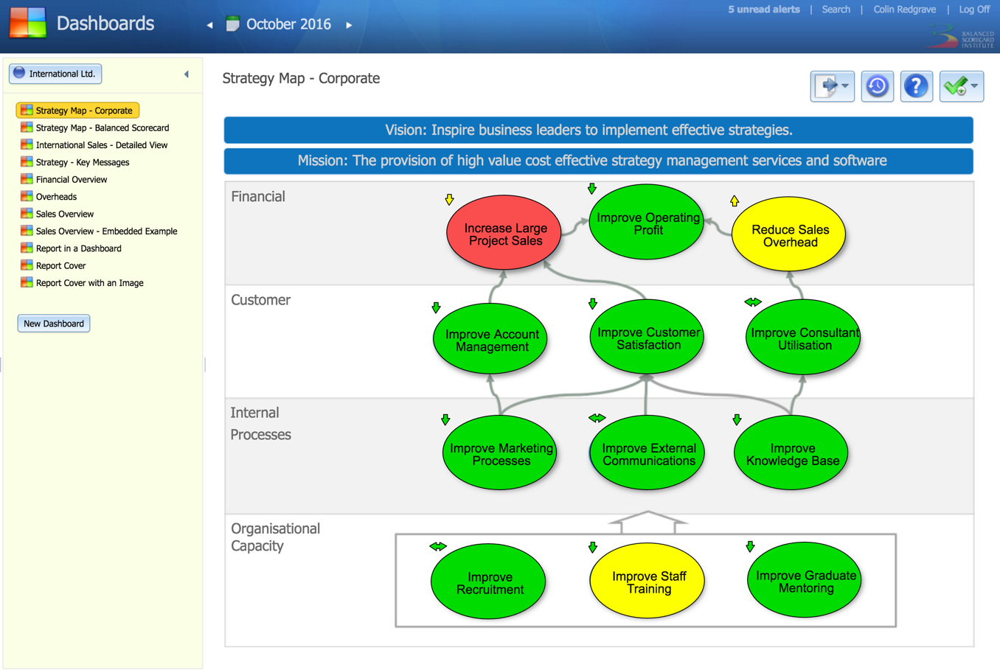 Dashboards
October 2016
5 unread alerts | Search | Colin Redgrave | Log Off
BALANCED
SCORECARD
INSTITUTE
International Ltd.
Strategy Map - Corporate
Strategy Map - Balanced Scorecard
International Sales - Detailed View
Strategy - Key Messages
Financial Overview
Overheads
Sales Overview
Sales Overview - Embedded Example
Report in a Dashboard
Report Cover
Report Cover with an Image
New Dashboard
Strategy Map - Corporate
?
Vision: Inspire business leaders to implement effective strategies.
Mission: The provision of high value cost effective strategy management services and software
Financial
Increase Large
Project Sales
Improve Operating
Profit
Reduce Sales
Overhead
Customer
Improve Account
Management
Improve Customer
Satisfaction
Improve Consultant
Utilisation
Internal
Processes
Improve Marketing
Processes
Improve External
Communications
Improve
Knowledge Base
Organisational
Capacity
Improve
Recruitment
Improve Staff
Training
Improve Graduate
Mentoring